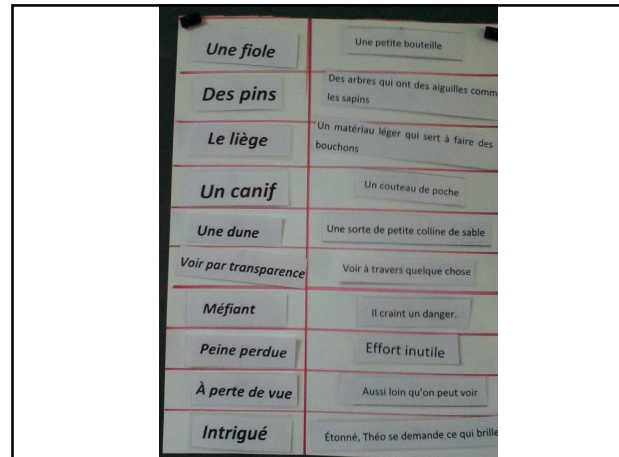 Une fiole
Une petite bouteille
Des pins
Des arbres qui ont des aiguilles comm
les sapins
Le liège
Un matériau léger qui sert à faire des
bouchons
Un canif
Un couteau de poche
Une dune
Une sorte de petite colline de sable
Voir par transparence
Voir à travers quelque chose
Méfiant
Il craint un danger.
Peine perdue
Effort inutile
À perte de vue
Aussi loin qu'on peut voir
Intrigué
Étonné, Théo se demande ce qui brille